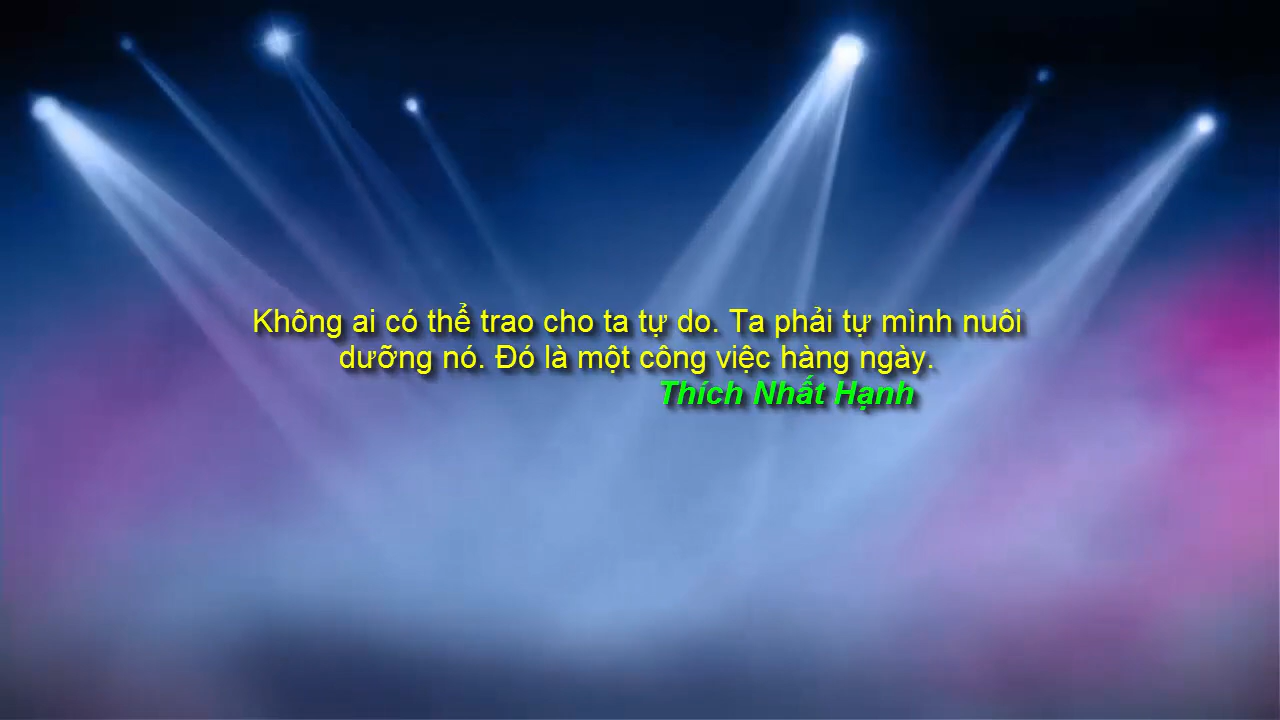 Không ai có thể trao cho ta tự do. Ta phải tự mình nuôi
dưỡng nó. Đó là một công việc hàng ngày.
Thích Nhất Hạnh